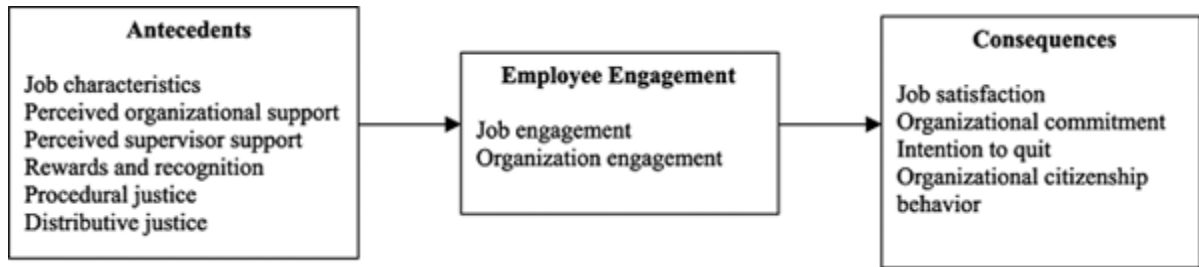 Antecedents
Job characteristics
Perceived organizational support
Perceived supervisor support
Rewards and recognition
Procedural justice
Distributive justice
Employee Engagement
Job engagement
Organization engagement
Consequences
Job satisfaction
Organizational commitment
Intention to quit
Organizational citizenship
behavior